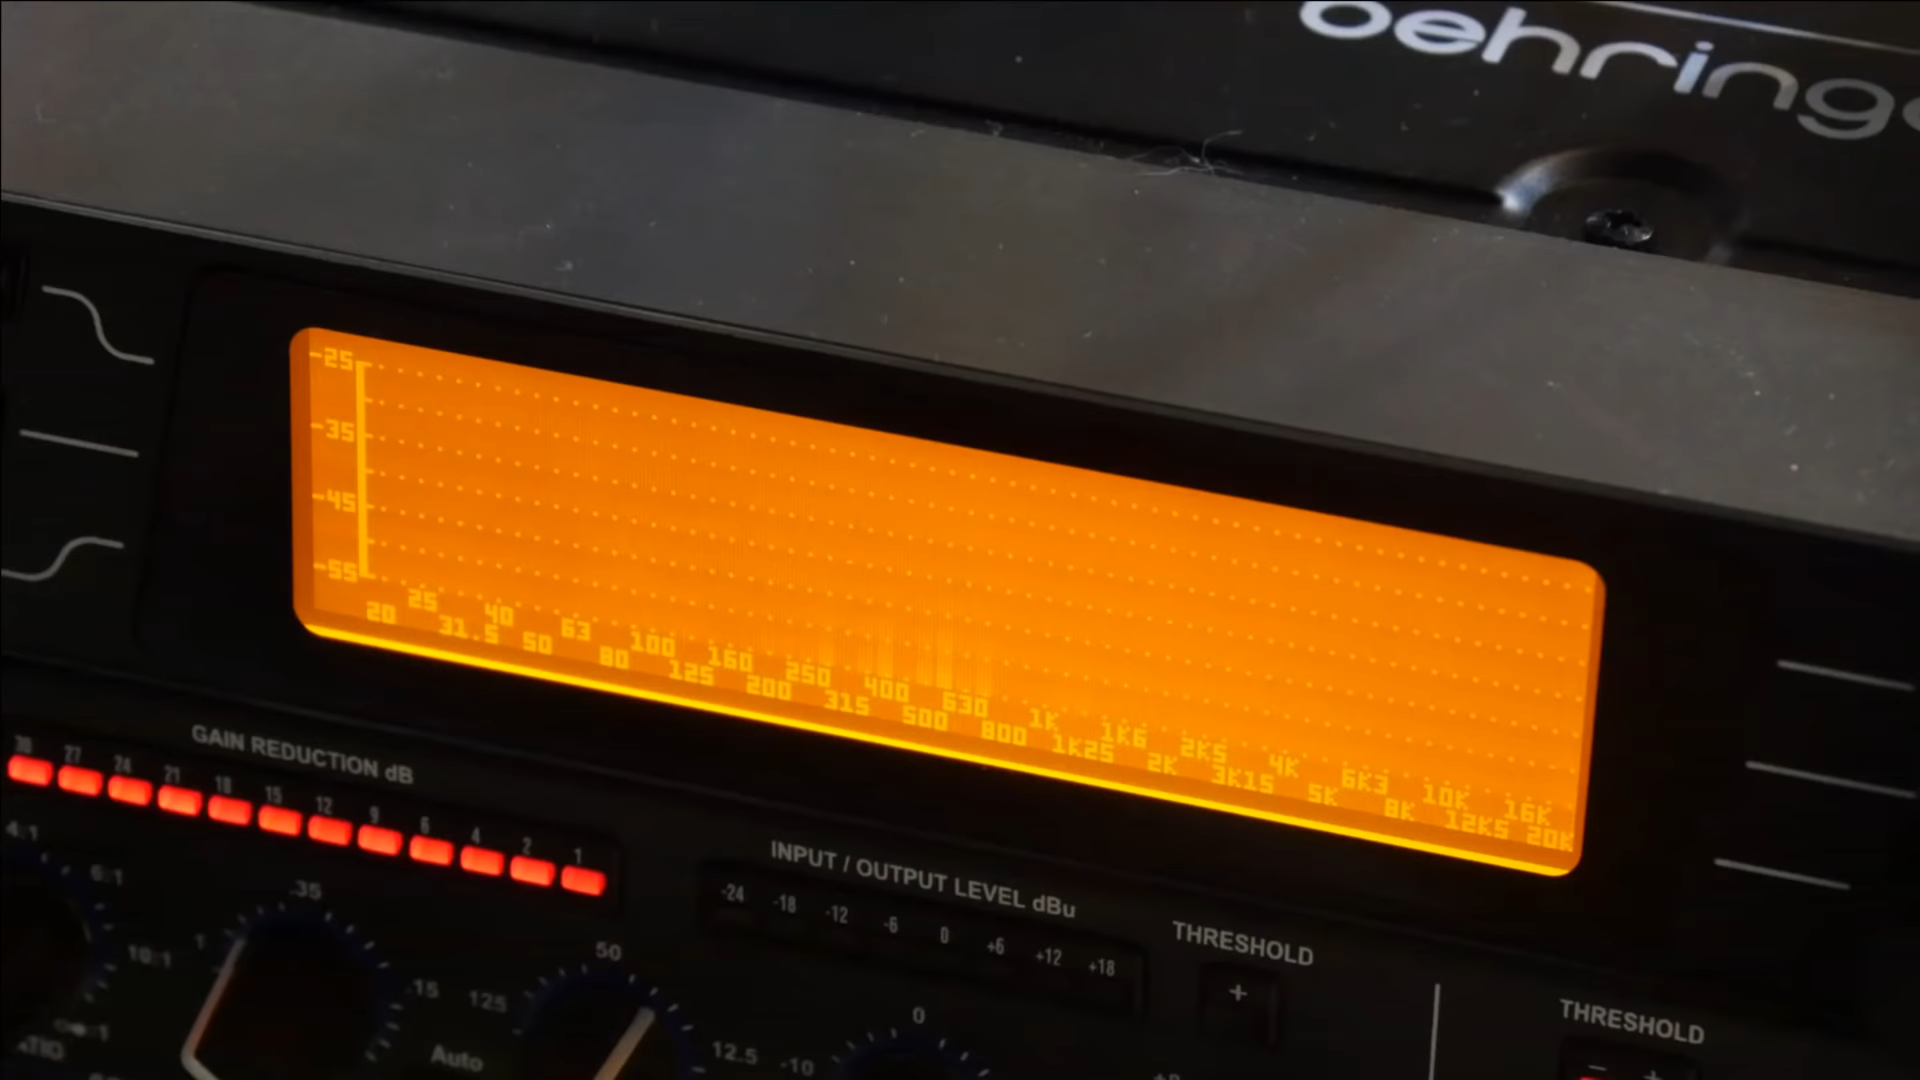 behringe
-25
-35
-45
-55
20 25 31.5 40 50 63 80 100 125 160 200 250 315 400 500 630 800 1K 1K25 1K6 2K 2K5 3K15 4K 5K 6K3 8K 10K 12K5 16K 20K
GAIN REDUCTION dB
30 27 24 21 18 15 12 9 6 4 2 1
INPUT / OUTPUT LEVEL dBu
-24 -18 -12 -6 0 +6 +12 +18
THRESHOLD
+
THRESHOLD
- +
4:1
6:1
10:1
∞:1
ATIO
.35
1
.15
50
125
12.5
Auto
0
-10